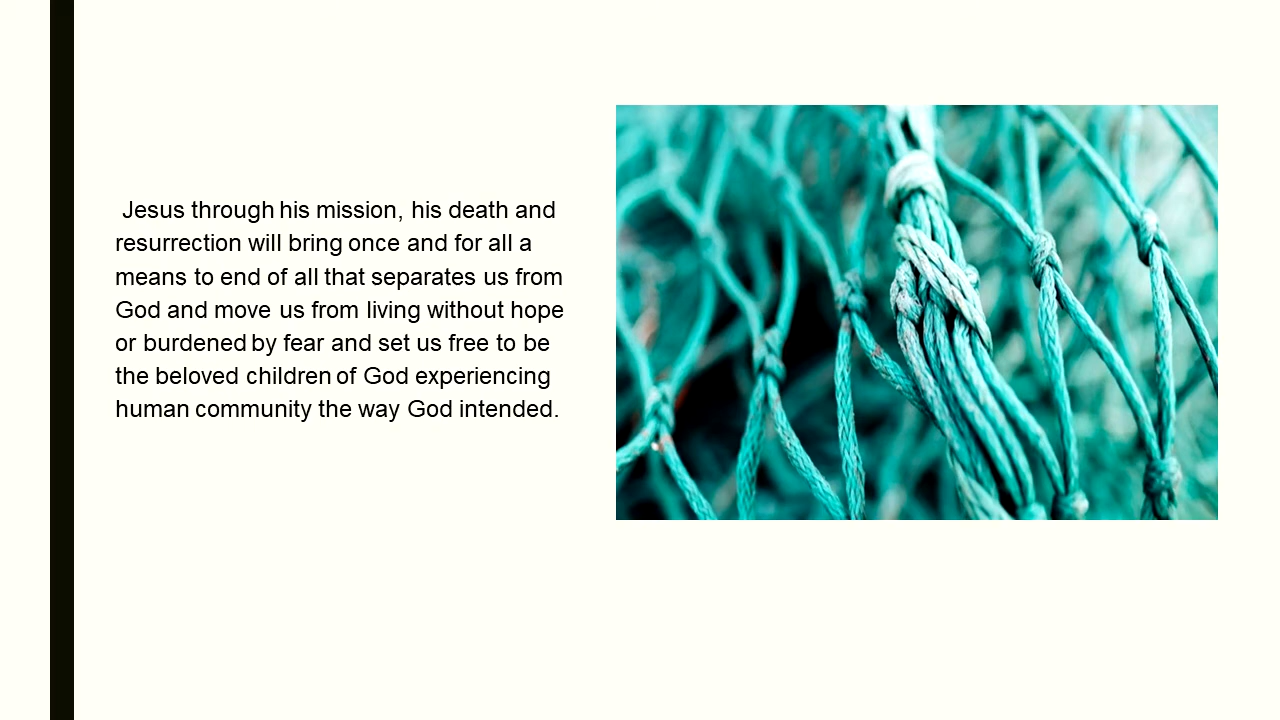 Jesus through his mission, his death and
resurrection will bring once and for all a
means to end of all that separates us from
God and move us from living without hope
or burdened by fear and set us free to be
the beloved children of God experiencing
human community the way God intended.